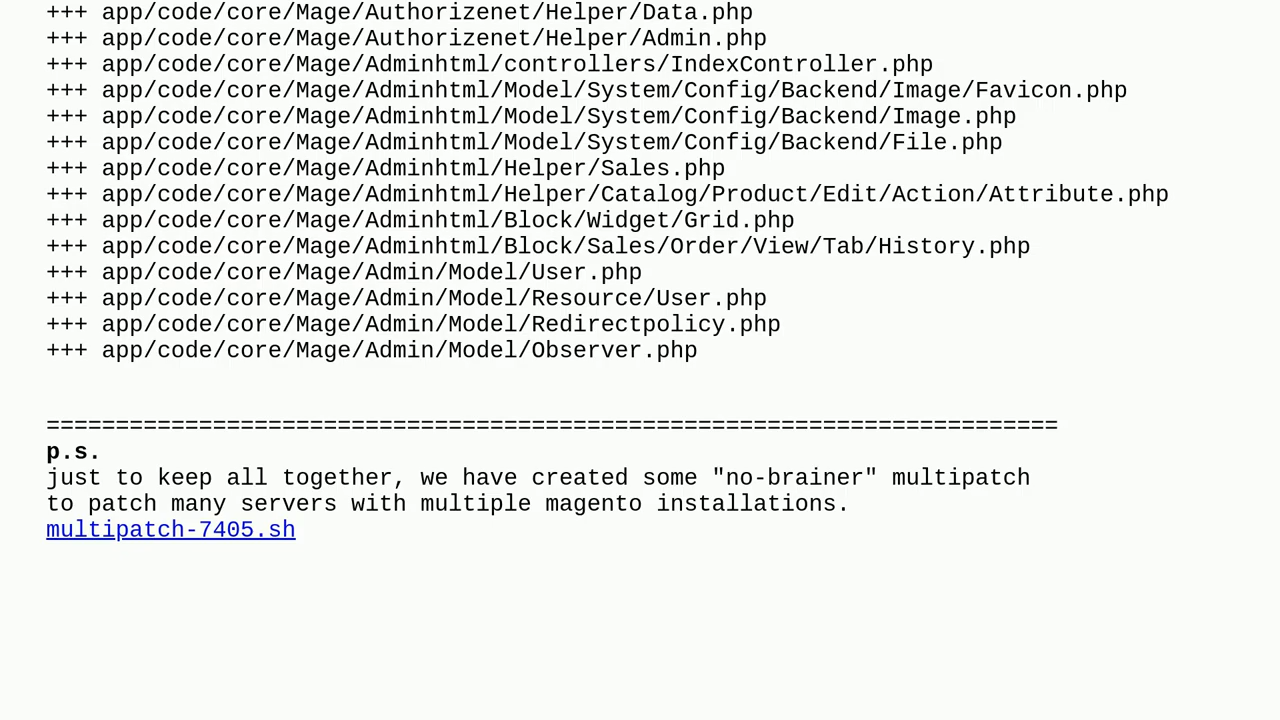 +++ app/code/core/Mage/Authorizenet/Helper/Data.php
+++ app/code/core/Mage/Authorizenet/Helper/Admin.php
+++ app/code/core/Mage/Adminhtml/controllers/IndexController.php
+++ app/code/core/Mage/Adminhtml/Model/System/Config/Backend/Image/Favicon.php
+++ app/code/core/Mage/Adminhtml/Model/System/Config/Backend/Image.php
+++ app/code/core/Mage/Adminhtml/Model/System/Config/Backend/File.php
+++ app/code/core/Mage/Adminhtml/Helper/Sales.php
+++ app/code/core/Mage/Adminhtml/Helper/Catalog/Product/Edit/Action/Attribute.php
+++ app/code/core/Mage/Adminhtml/Block/Widget/Grid.php
+++ app/code/core/Mage/Adminhtml/Block/Sales/Order/View/Tab/History.php
+++ app/code/core/Mage/Admin/Model/User.php
+++ app/code/core/Mage/Admin/Model/Resource/User.php
+++ app/code/core/Mage/Admin/Model/Redirectpolicy.php
+++ app/code/core/Mage/Admin/Model/Observer.php
=========================================================================
p.s.
just to keep all together, we have created some "no-brainer" multipatch
to patch many servers with multiple magento installations.
multipatch-7405.sh